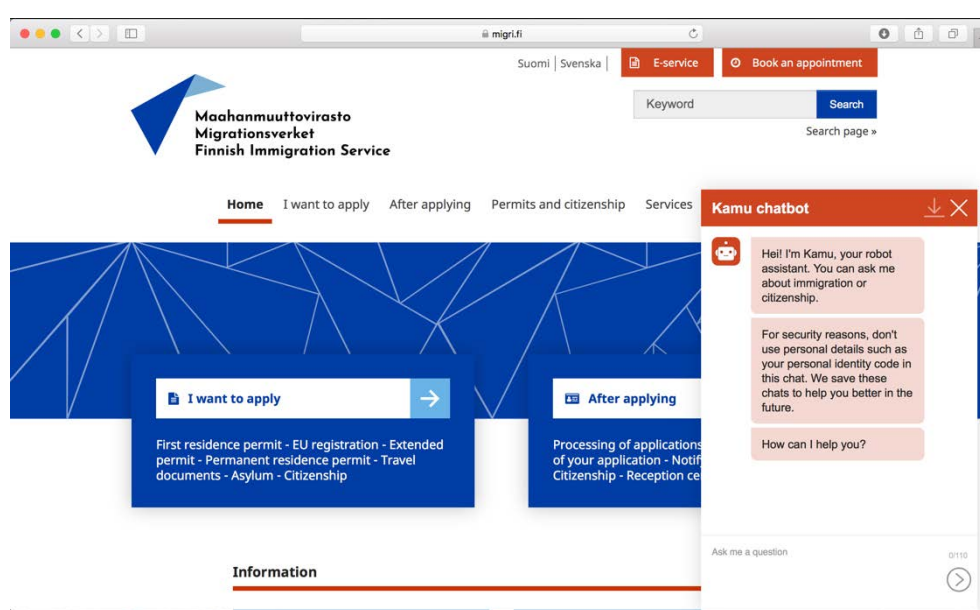 migri.fi
Suomi | Svenska |
E-service
Book an appointment
Maahanmuuttovirasto
Migrationsverket
Finnish Immigration Service
Keyword
Search
Search page »
Home I want to apply After applying Permits and citizenship Services
Kamu chatbot
Hei! I'm Kamu, your robot
assistant. You can ask me
about immigration or
citizenship.
For security reasons, don't
use personal details such as
your personal identity code in
this chat. We save these
chats to help you better in the
future.
How can I help you?
Ask me a question
0/110
I want to apply
First residence permit - EU registration - Extended
permit - Permanent residence permit - Travel
documents - Asylum - Citizenship
After applying
Processing of applications
of your application - Notif
Citizenship - Reception ce
Information